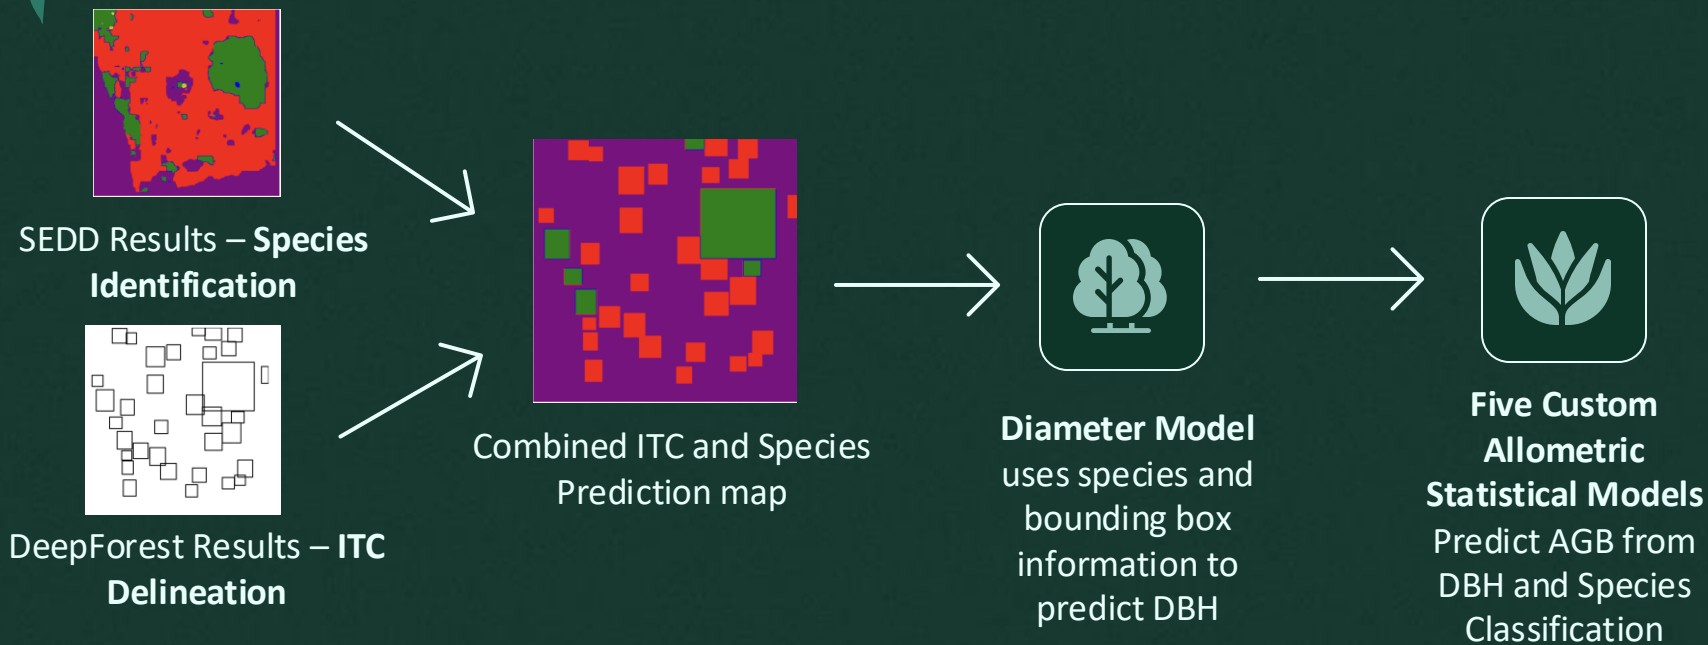 SEDD Results – Species
Identification
DeepForest Results – ITC
Delineation
Combined ITC and Species
Prediction map
Diameter Model
uses species and
bounding box
information to
predict DBH
Five Custom
Allometric
Statistical Models
Predict AGB from
DBH and Species
Classification